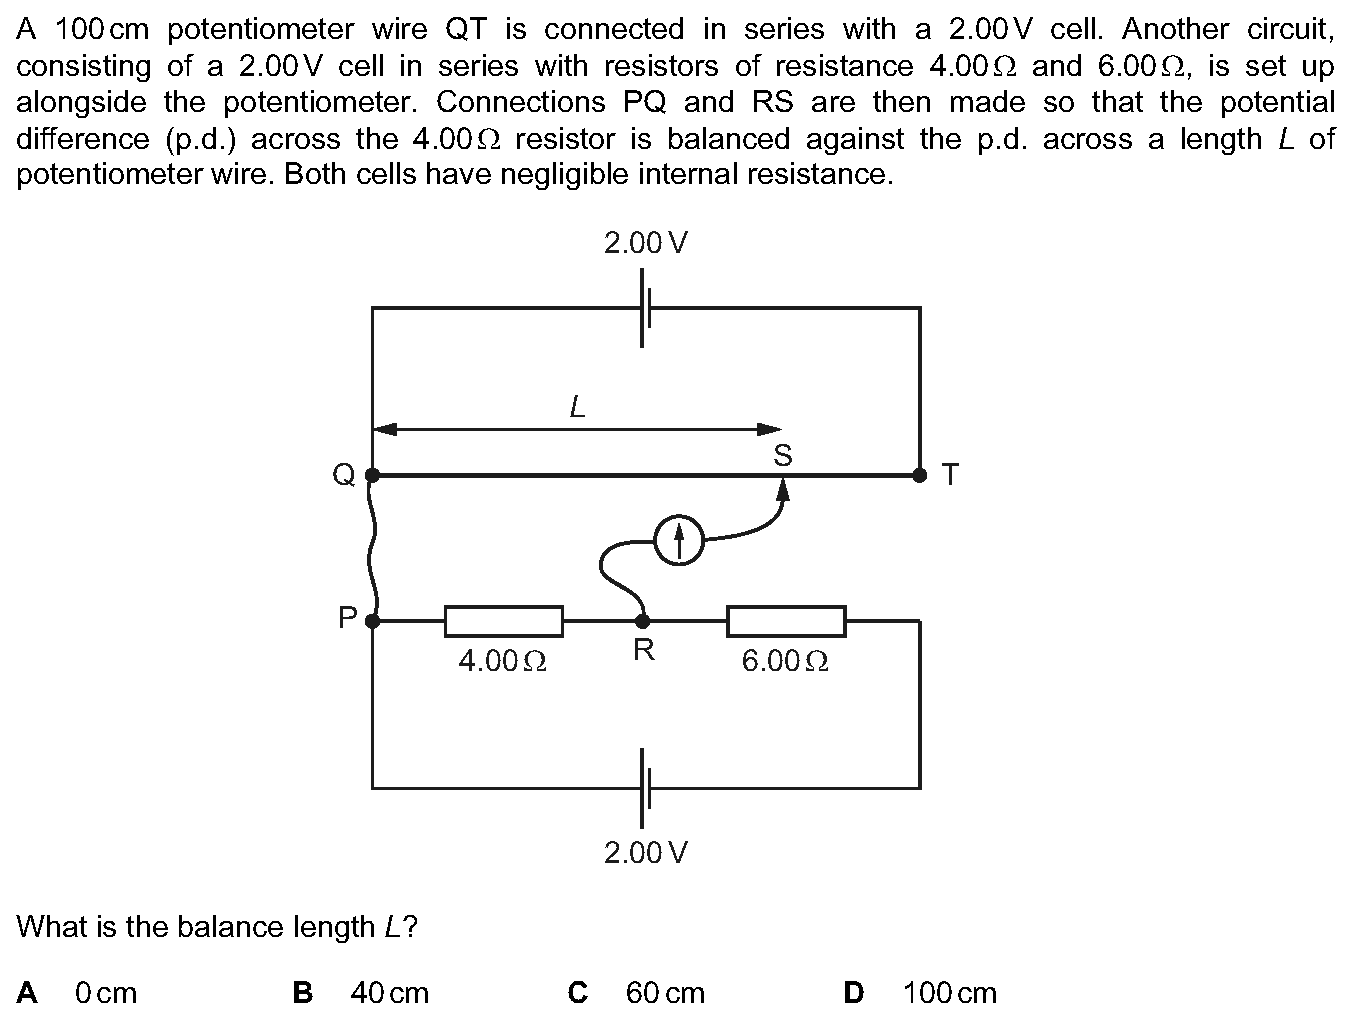 A 100 cm potentiometer wire QT is connected in series with a 2.00 V cell. Another circuit,
consisting of a 2.00 V cell in series with resistors of resistance 4.00 Ω and 6.00 Ω, is set up
alongside the potentiometer. Connections PQ and RS are then made so that the potential
difference (p.d.) across the 4.00 Ω resistor is balanced against the p.d. across a length L of
potentiometer wire. Both cells have negligible internal resistance.
2.00 V
L
S
Q
T
P
R
4.00 Ω
6.00 Ω
2.00 V
What is the balance length L?
A 0 cm B 40 cm C 60 cm D 100 cm